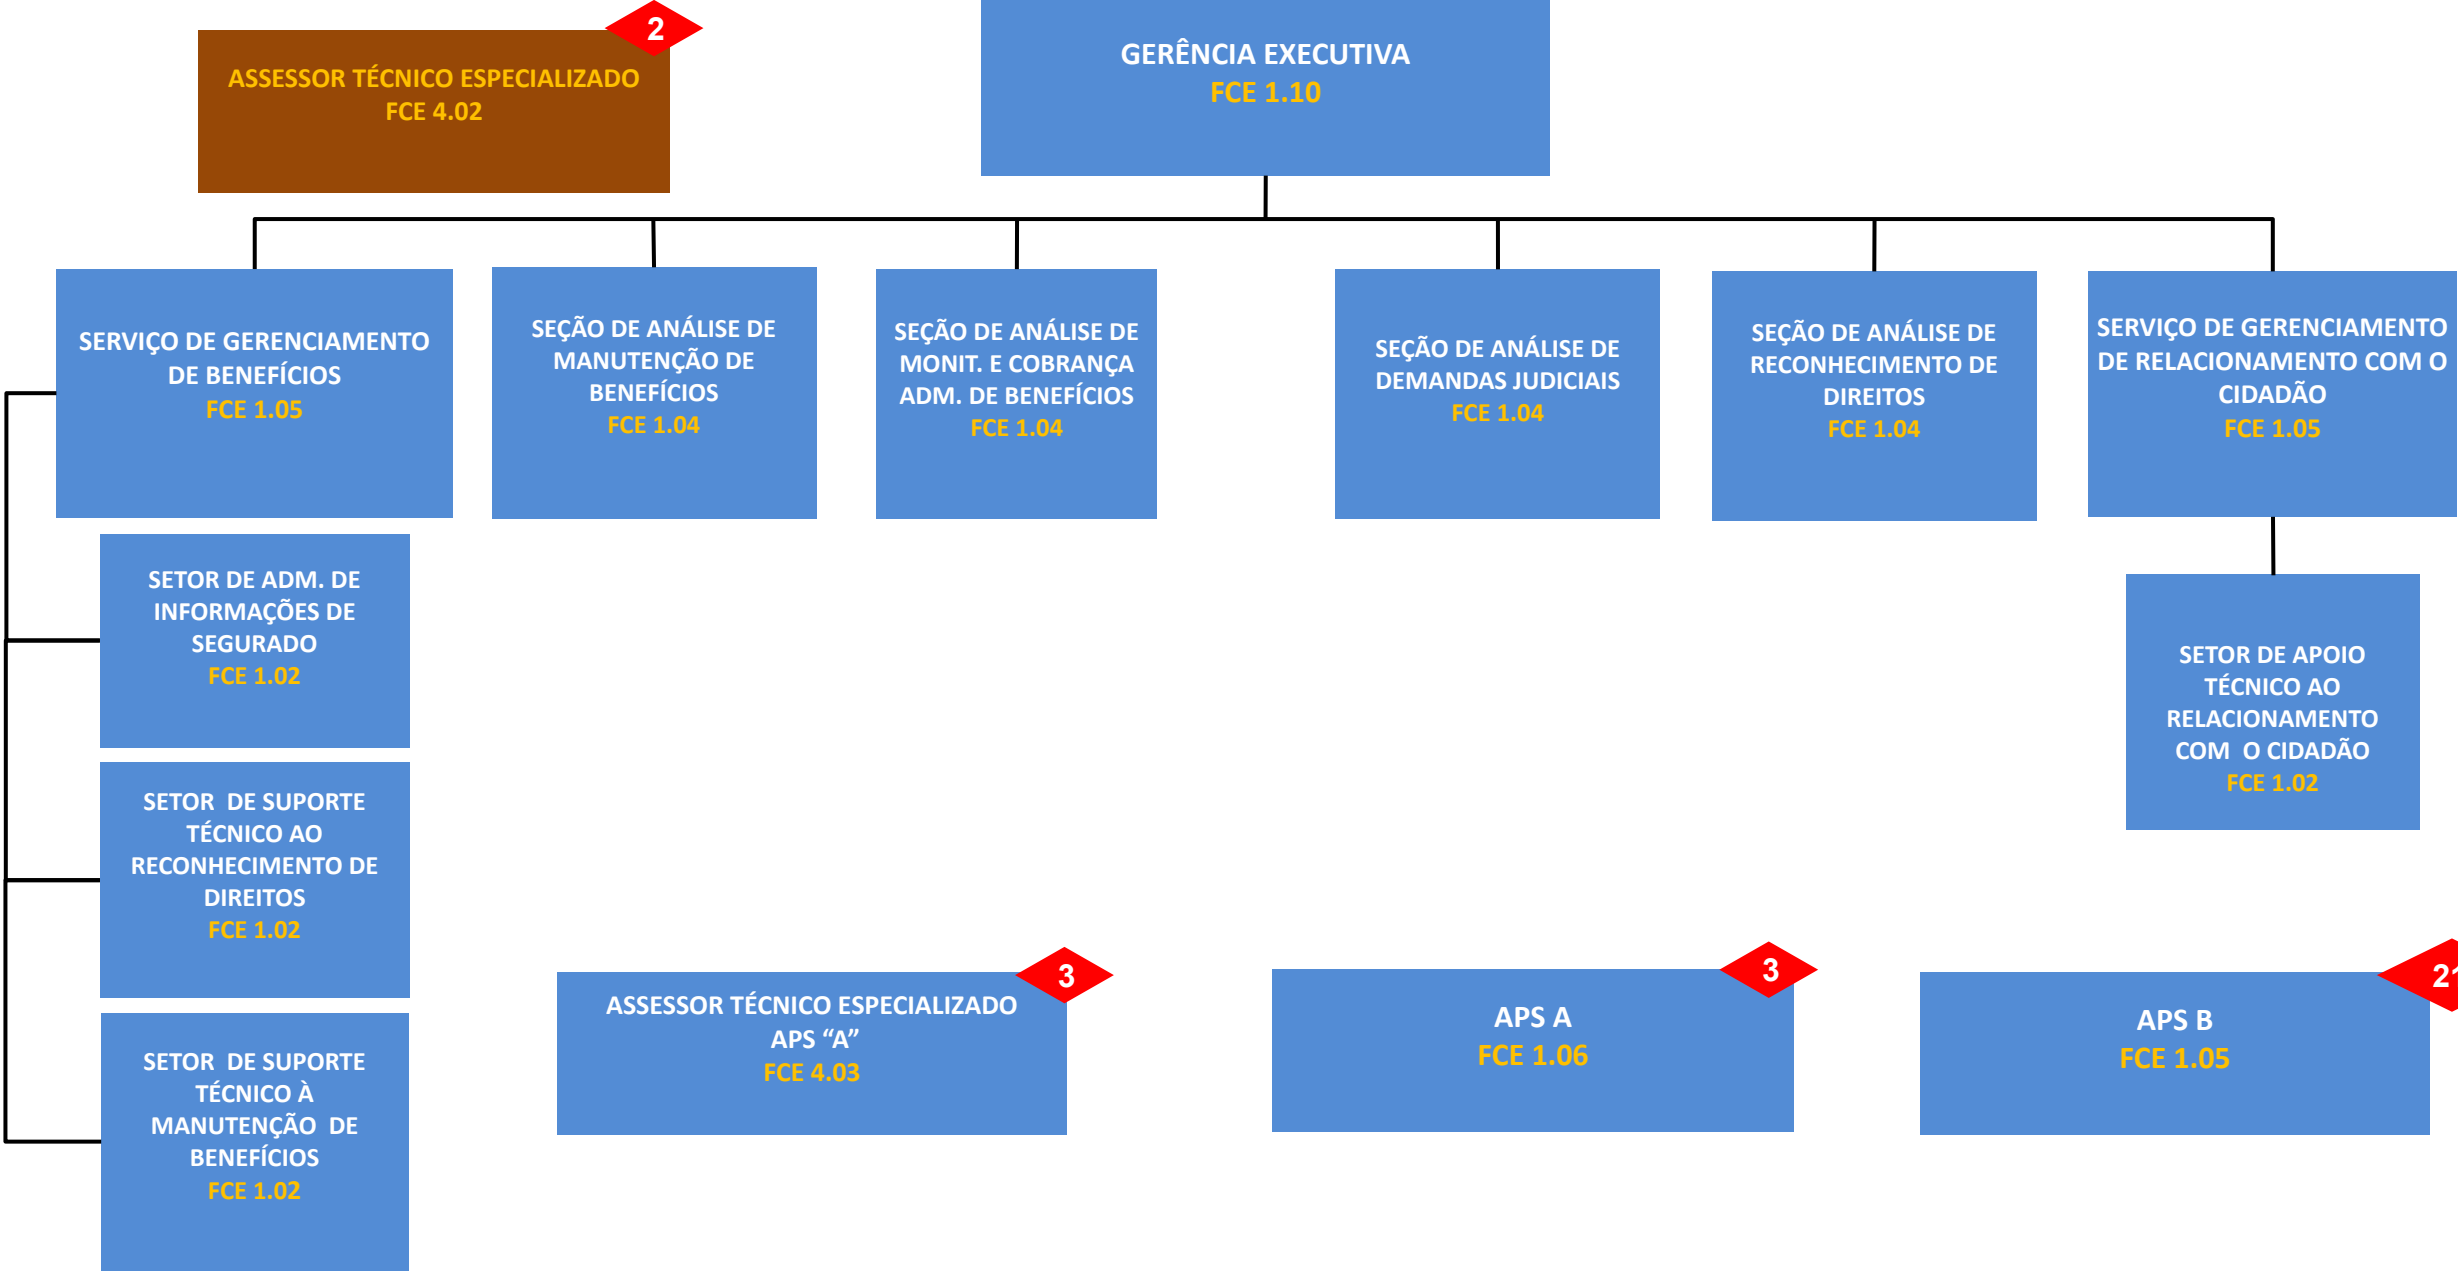 2
ASSESSOR TÉCNICO ESPECIALIZADO
FCE 4.02
GERÊNCIA EXECUTIVA
FCE 1.10
SERVIÇO DE GERENCIAMENTO
DE BENEFÍCIOS
FCE 1.05
SEÇÃO DE ANÁLISE DE
MANUTENÇÃO DE
BENEFÍCIOS
FCE 1.04
SEÇÃO DE ANÁLISE DE
MONIT. E COBRANÇA
ADM. DE BENEFÍCIOS
FCE 1.04
SEÇÃO DE ANÁLISE DE
DEMANDAS JUDICIAIS
FCE 1.04
SEÇÃO DE ANÁLISE DE
RECONHECIMENTO DE
DIREITOS
FCE 1.04
SERVIÇO DE GERENCIAMENTO
DE RELACIONAMENTO COM O
CIDADÃO
FCE 1.05
SETOR DE ADM. DE
INFORMAÇÕES DE
SEGURADO
FCE 1.02
SETOR DE SUPORTE
TÉCNICO AO
RECONHECIMENTO DE
DIREITOS
FCE 1.02
SETOR DE SUPORTE
TÉCNICO À
MANUTENÇÃO DE
BENEFÍCIOS
FCE 1.02
SETOR DE APOIO
TÉCNICO AO
RELACIONAMENTO
COM O CIDADÃO
FCE 1.02
3
ASSESSOR TÉCNICO ESPECIALIZADO
APS “A”
FCE 4.03
3
APS A
FCE 1.06
21
APS B
FCE 1.05